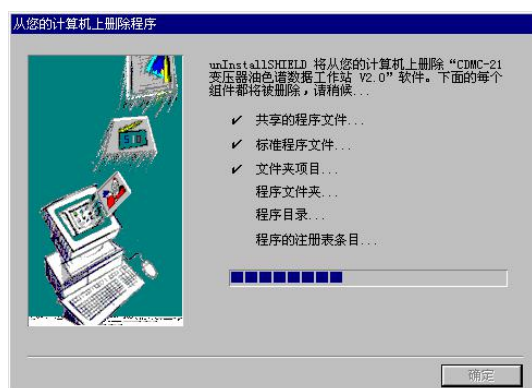 从您的计算机上删除程序
unInstallSHIELD 将从您的计算机上删除“CDMC-21
变压器油色谱数据工作站 V2.0”软件。下面的每个
组件都将被删除，请稍候...
✔ 共享的程序文件...
✔ 标准程序文件...
✔ 文件夹项目...
程序文件夹...
程序目录...
程序的注册表条目...
确定